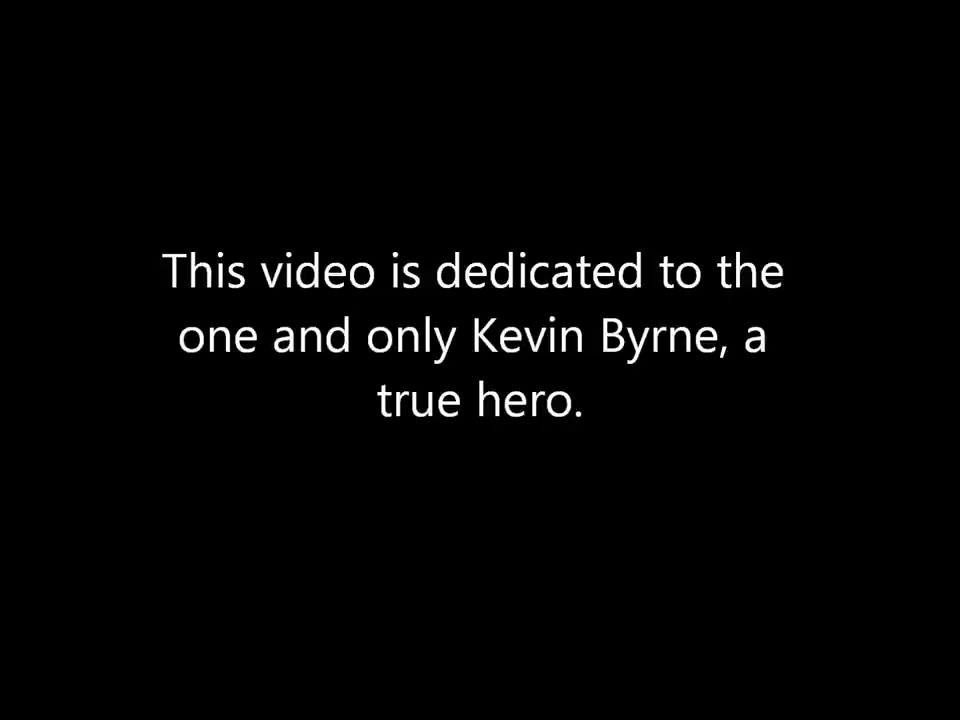 This video is dedicated to the
one and only Kevin Byrne, a
true hero.